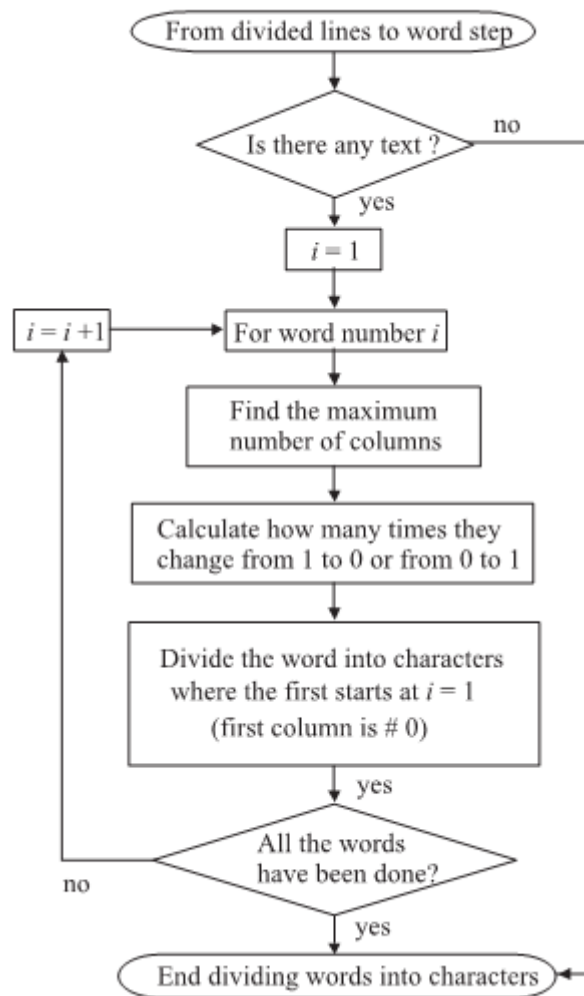 From divided lines to word step
Is there any text ?
no
yes
i = 1
i = i +1
For word number i
Find the maximum
number of columns
Calculate how many times they
change from 1 to 0 or from 0 to 1
Divide the word into characters
where the first starts at i = 1
(first column is # 0)
yes
All the words
have been done?
no
yes
End dividing words into characters